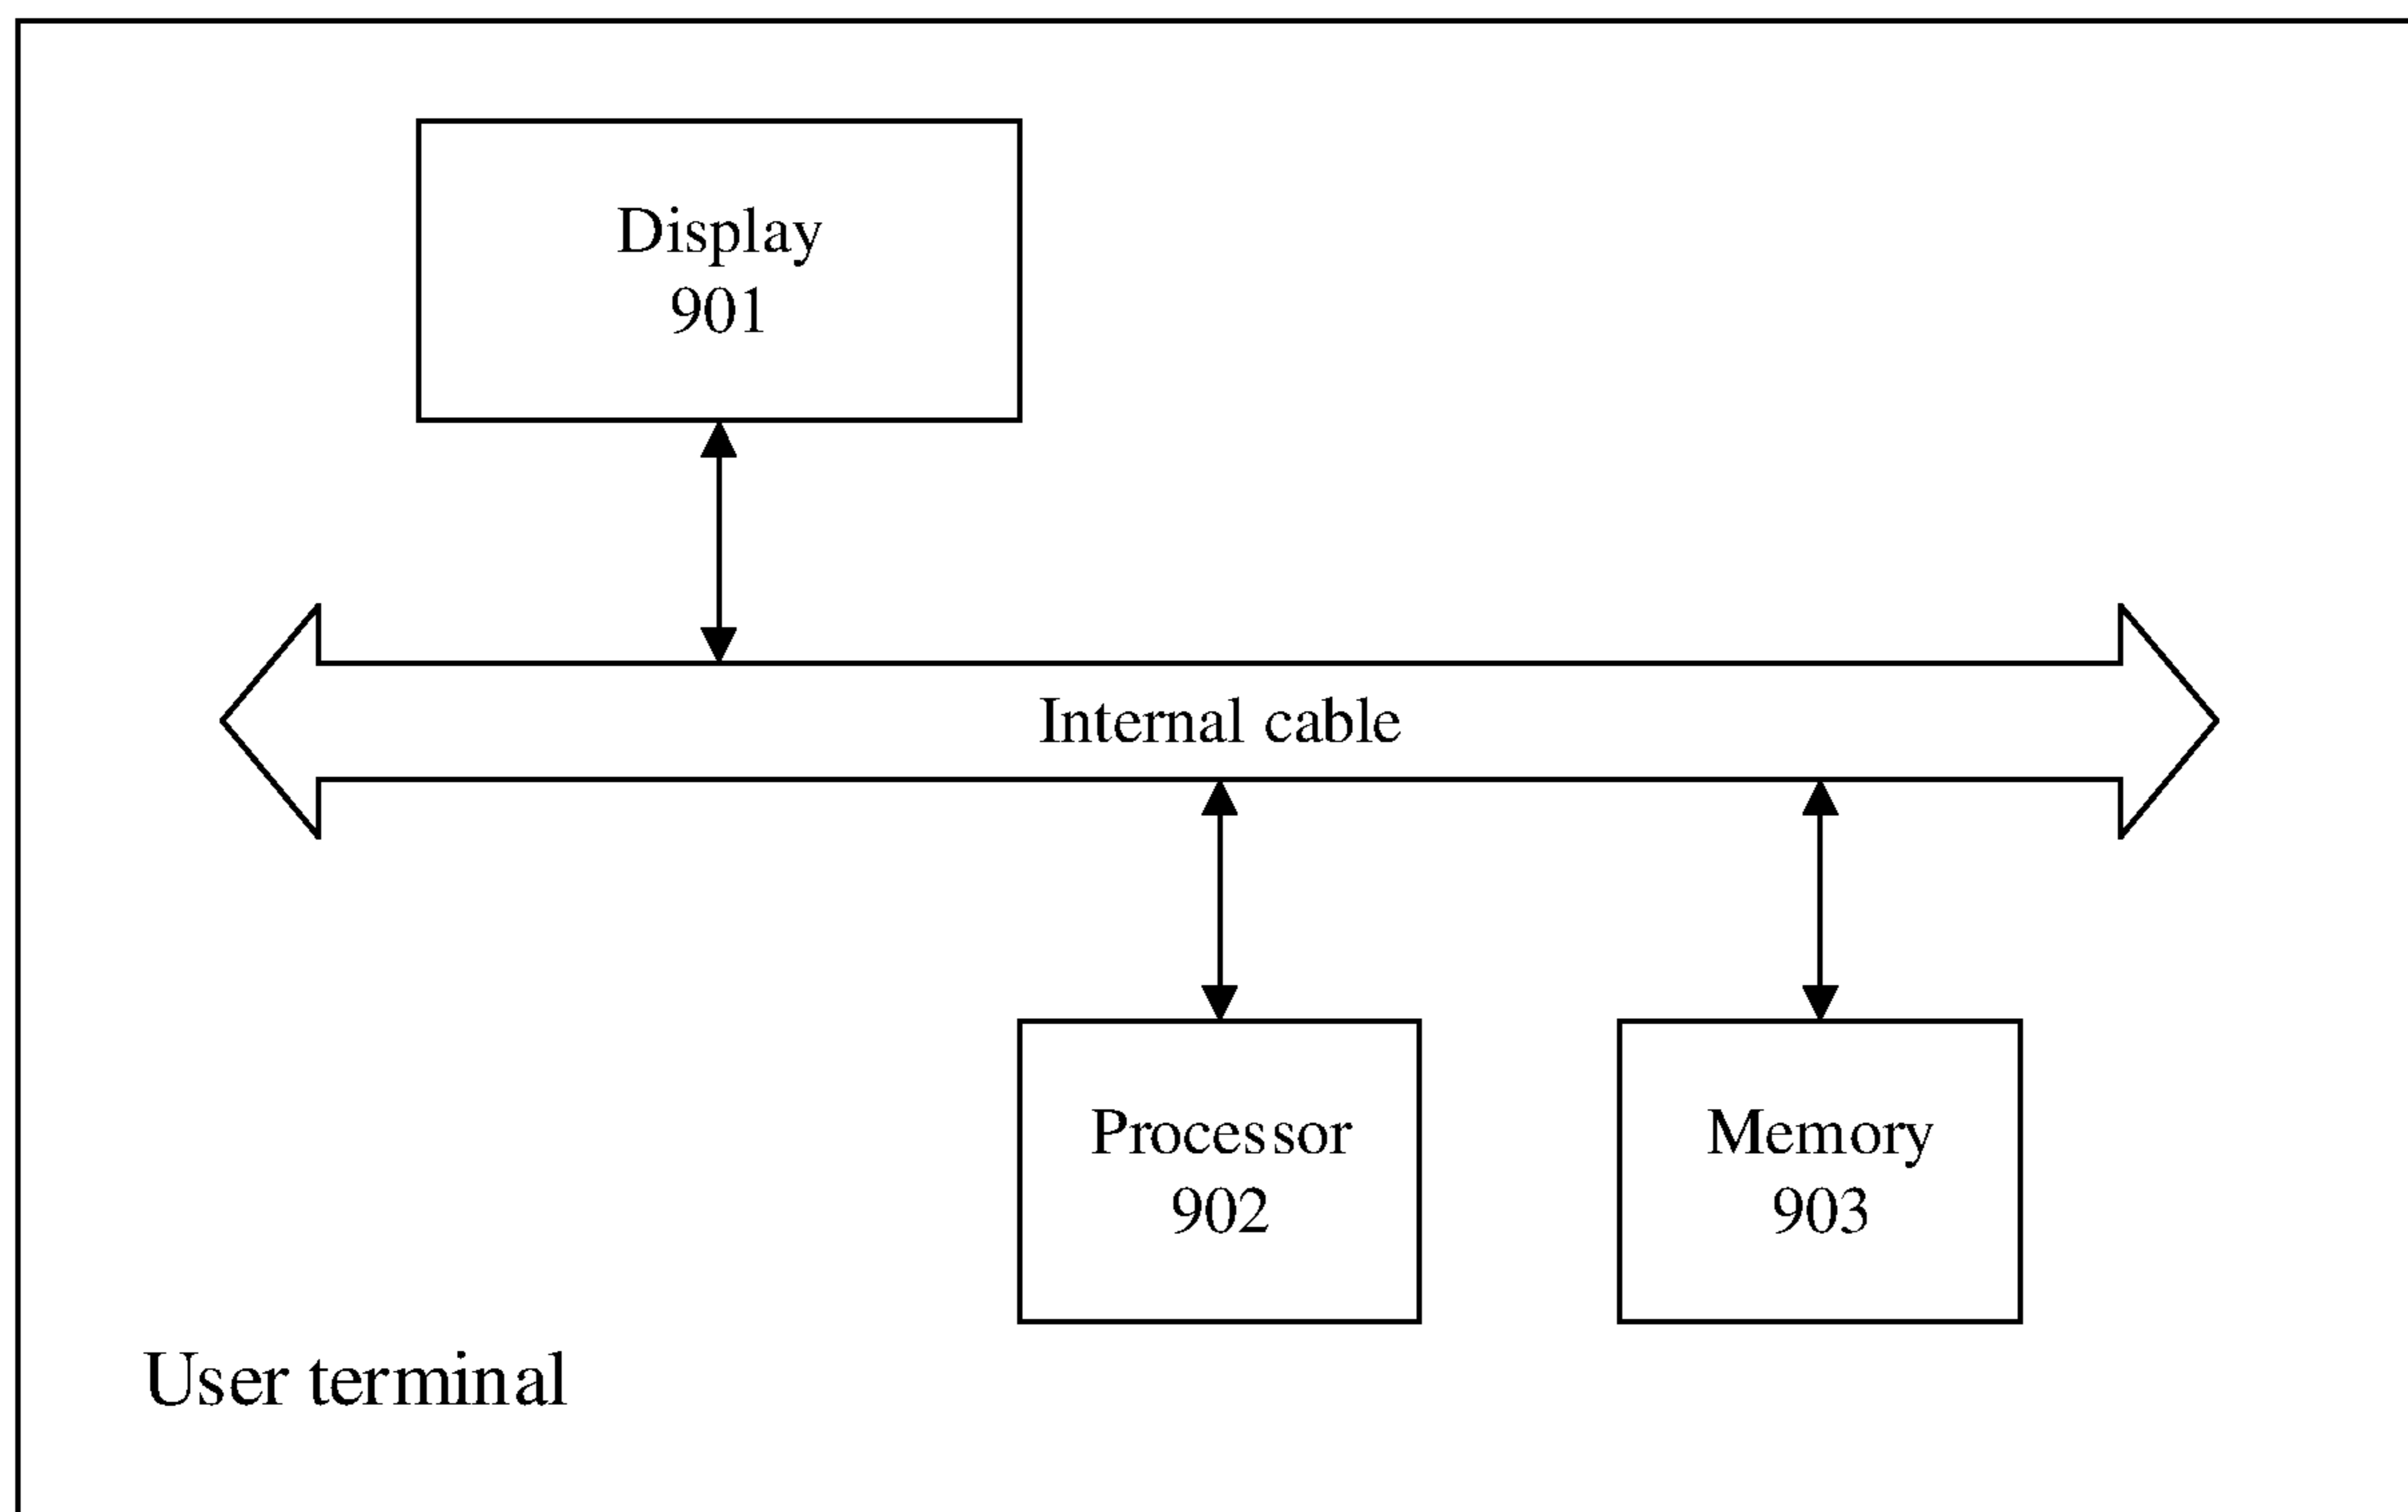 Display
901
Internal cable
Processor
902
Memory
903
User terminal